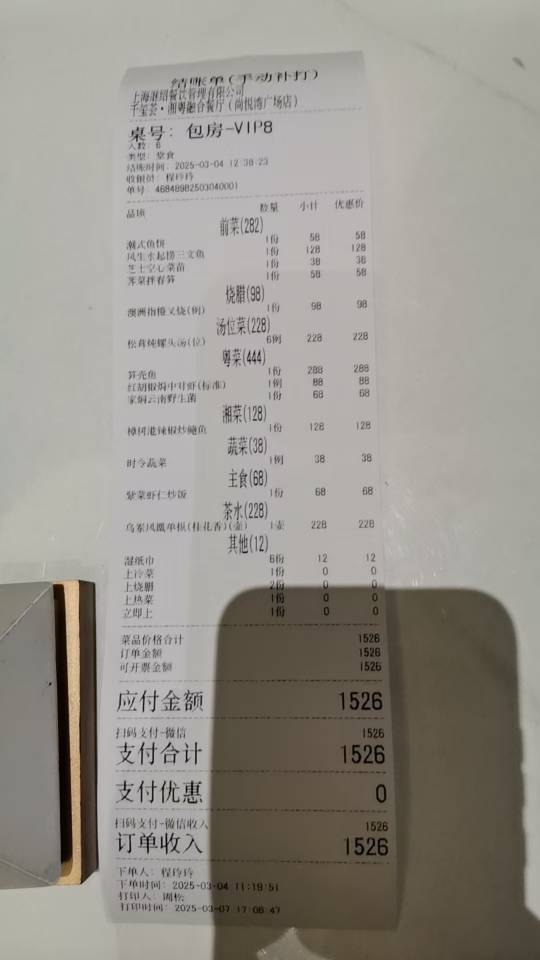 结账单(手动补打)
上海湛绍餐饮管理有限公司
千玺荟·湘粤融合餐厅(尚悦湾广场店)
桌号: 包房-VIP8
人数: 6
类型: 堂食
结账时间: 2025-03-04 12:38:23
收银员: 程玲玲
单号: 46848982503040001
品项 数量 小计 优惠价
前菜(282)
潮式鱼饼 1份 58 58
风生水起捞三文鱼 1份 128 128
芝士空心菜苗 1份 38 38
荠菜拌春笋 1份 58 58
烧腊(98)
澳洲指橙叉烧(例) 1份 98 98
汤位菜(228)
松茸炖螺头汤(位) 6例 228 228
粤菜(444)
笋壳鱼 1份 288 288
红胡椒焗中对虾(标准) 1例 88 88
家焖云南野生菌 1份 68 68
湘菜(128)
樟树港辣椒炒鲍鱼 1份 128 128
蔬菜(38)
时令蔬菜 1例 38 38
主食(68)
紫菜虾仁炒饭 1份 68 68
茶水(228)
乌岽凤凰单枞(桂花香)(壶) 1壶 228 228
其他(12)
湿纸巾 6份 12 12
上冷菜 1份 0 0
上烧腊 2份 0 0
上热菜 1份 0 0
立即上 1份 0 0
菜品价格合计 1526
订单金额 1526
可开票金额 1526
应付金额 1526
扫码支付-微信 1526
支付合计 1526
支付优惠 0
扫码支付-微信收入 1526
订单收入 1526
下单人: 程玲玲
下单时间: 2025-03-04 11:19:51
打印人: 周松
打印时间: 2025-03-07 17:06:47